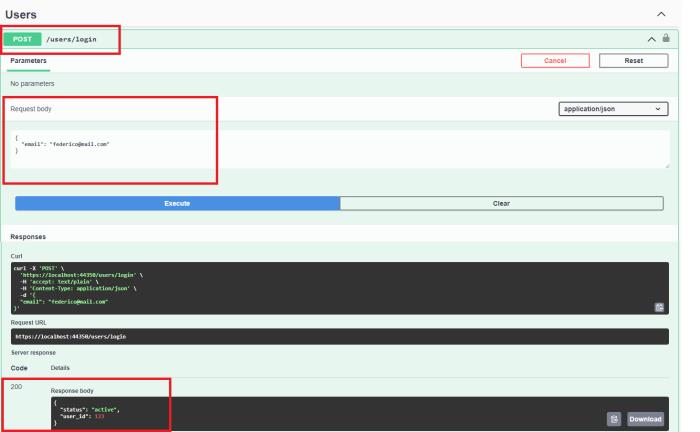 Users
POST /users/login
Parameters
Cancel
Reset
No parameters
Request body
application/json
{
"email": "federico@mail.com"
}
Execute
Clear
Responses
Curl
curl -X 'POST' \
'https://localhost:44350/users/login' \
-H 'accept: text/plain' \
-H 'Content-Type: application/json' \
-d '{
"email": "federico@mail.com"
}'
Request URL
https://localhost:44350/users/login
Server response
Code Details
200
Response body
{
"status": "active",
"user_id": 123
}
Download